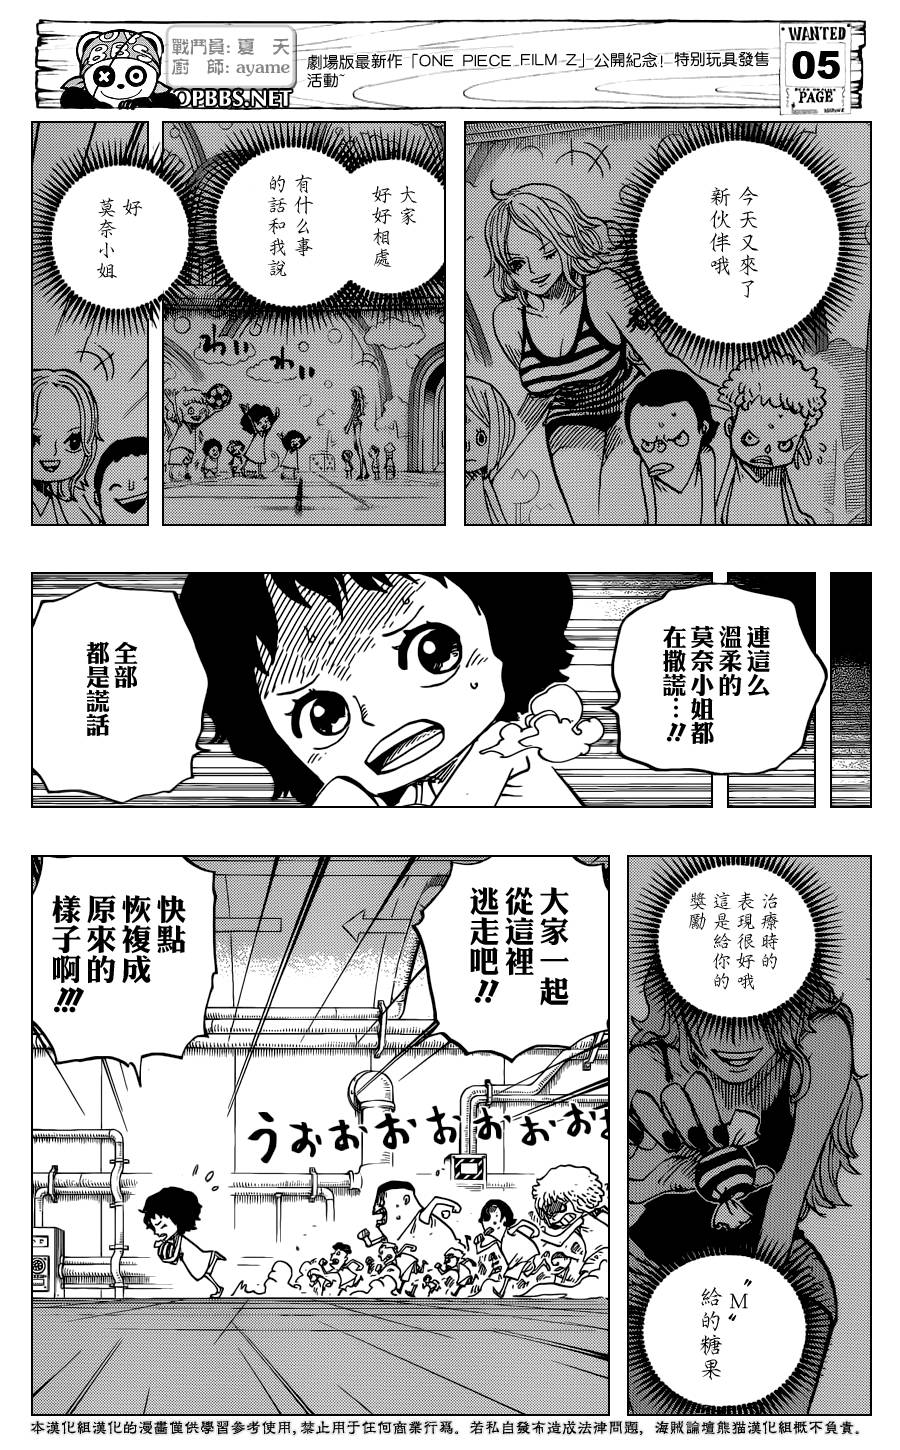 戰鬥員: 夏 天
廚 師: ayame
OPBBS.NET
劇場版最新作「ONE PIECE FILM Z」公開紀念! 特别玩具發售
活動~
WANTED
05
PAGE
今天又來了
新伙伴哦
大家
好好相處
有什么事
的話和我說
わいわい
好
莫奈小姐
連這么
溫柔的
莫奈小姐都
在撒謊…!!
全部
都是謊話
治療時的
表現很好哦
這是給你的
獎勵
"M"
給的糖果
大家一起
從這裡
逃走吧!!
快點
恢複成
原來的
樣子啊!!!
うおおおおおおお
本漢化組漢化的漫畫僅供學習參考使用,禁止用于任何商業行爲。若私自發布造成法律問題, 海賊論壇熊猫漢化組概不負責。